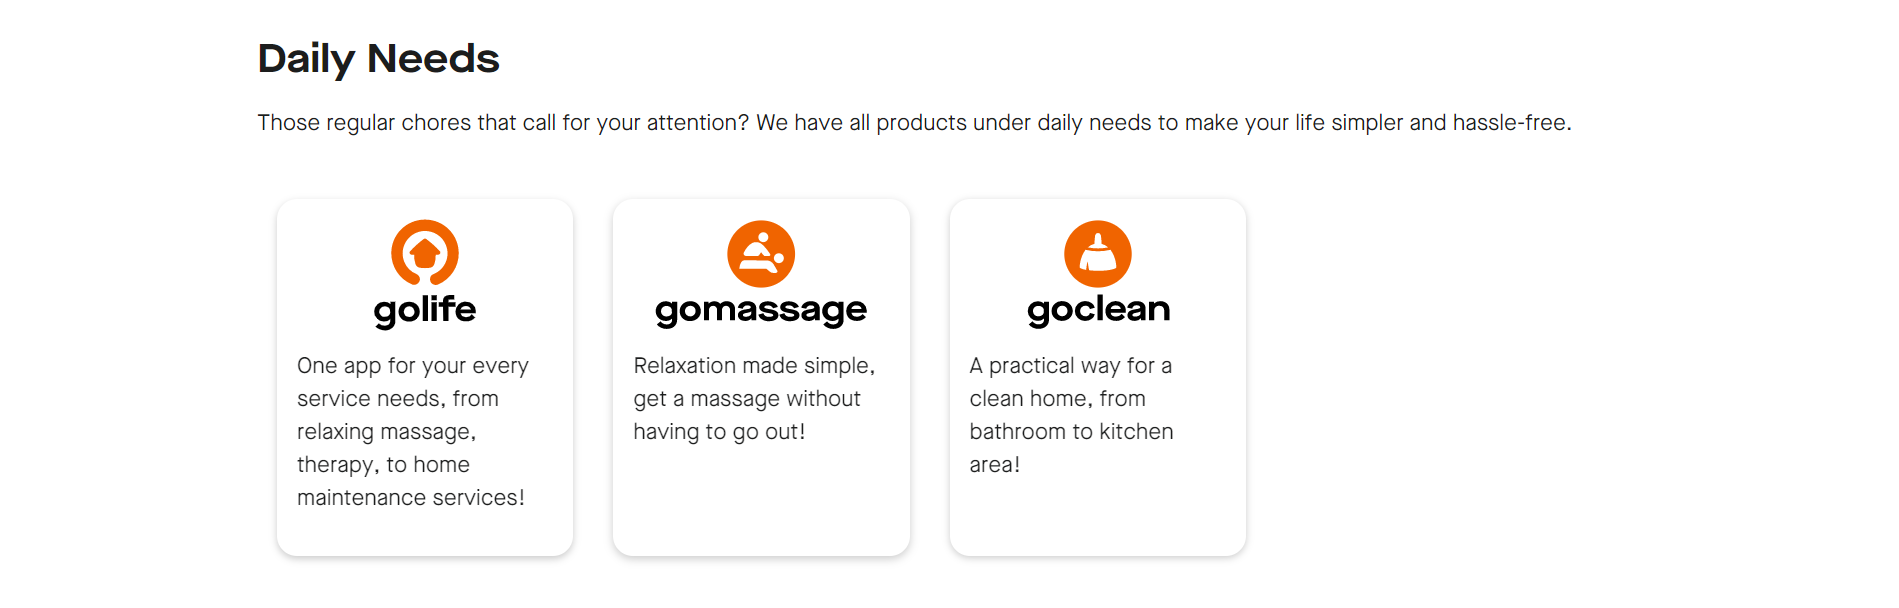 Daily Needs
Those regular chores that call for your attention? We have all products under daily needs to make your life simpler and hassle-free.
golife
One app for your every
service needs, from
relaxing massage,
therapy, to home
maintenance services!
gomassage
Relaxation made simple,
get a massage without
having to go out!
goclean
A practical way for a
clean home, from
bathroom to kitchen
area!